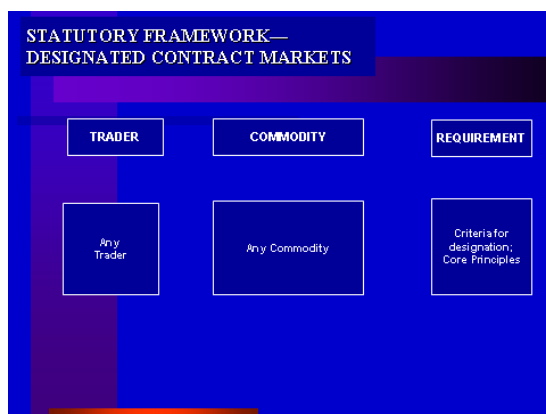 STATUTORY FRAMEWORK—
DESIGNATED CONTRACT MARKETS
TRADER
COMMODITY
REQUIREMENT
Any
Trader
Any Commodity
Criteria for
designation;
Core Principles